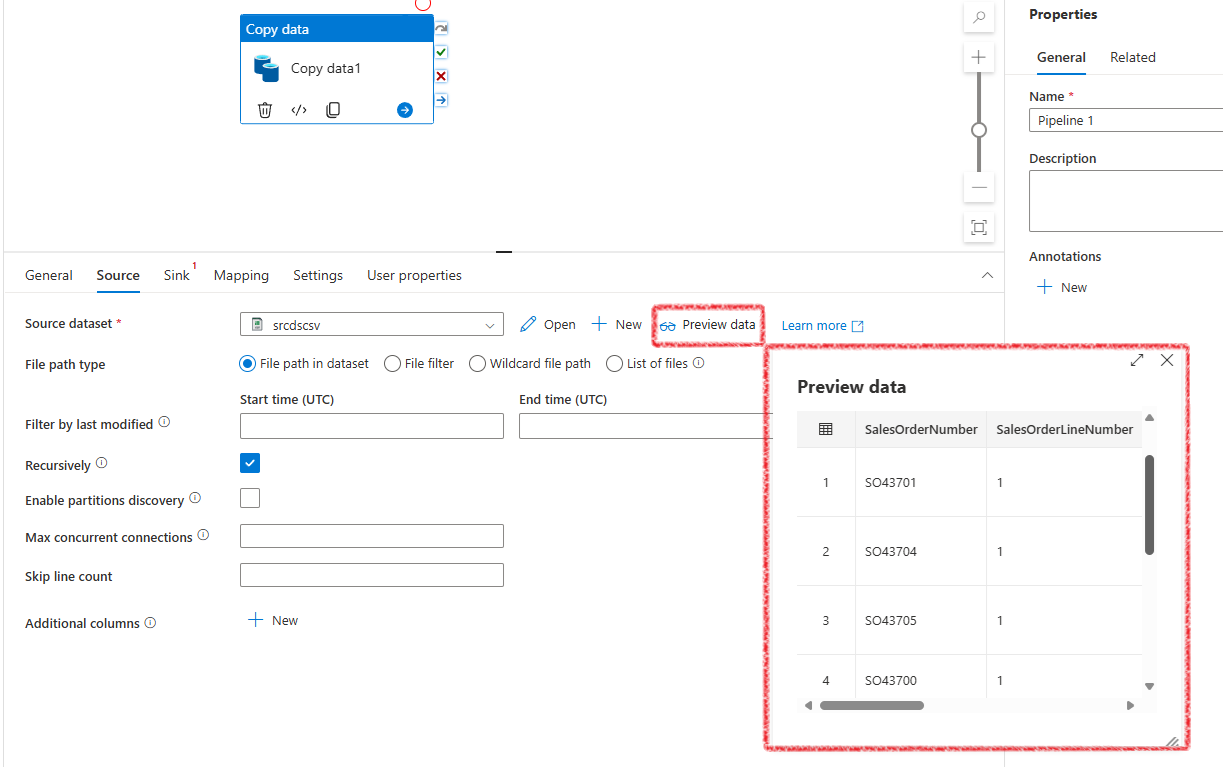 Copy data
Copy data1
Properties
General Related
Name *
Pipeline 1
Description
Annotations
New
General Source Sink 1 Mapping Settings User properties
Source dataset * srcdscsv Open New Preview data Learn more
File path type File path in dataset File filter Wildcard file path List of files
Start time (UTC) End time (UTC)
Filter by last modified
Recursively
Enable partitions discovery
Max concurrent connections
Skip line count
Additional columns New
Preview data
SalesOrderNumber SalesOrderLineNumber
1 SO43701 1
2 SO43704 1
3 SO43705 1
4 SO43700 1